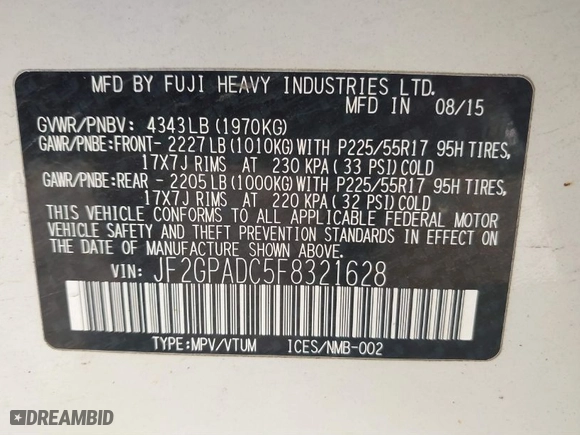 MFD BY FUJI HEAVY INDUSTRIES LTD.
MFD IN 08/15
GVWR/PNBV: 4343LB (1970KG)
GAWR/PNBE:FRONT- 2227LB (1010KG) WITH P225/55R17 95H TIRES,
17X7J RIMS AT 230 KPA (33 PSI) COLD
GAWR/PNBE:REAR - 2205LB (1000KG) WITH P225/55R17 95H TIRES,
17X7J RIMS AT 220 KPA (32 PSI) COLD
THIS VEHICLE CONFORMS TO ALL APPLICABLE FEDERAL MOTOR
VEHICLE SAFETY AND THEFT PREVENTION STANDARDS IN EFFECT
ON THE DATE OF MANUFACTURE SHOWN ABOVE.
VIN: JF2GPADC5F8321628
TYPE:MPV/VTUM ICES/NMB-002
DREAMBID